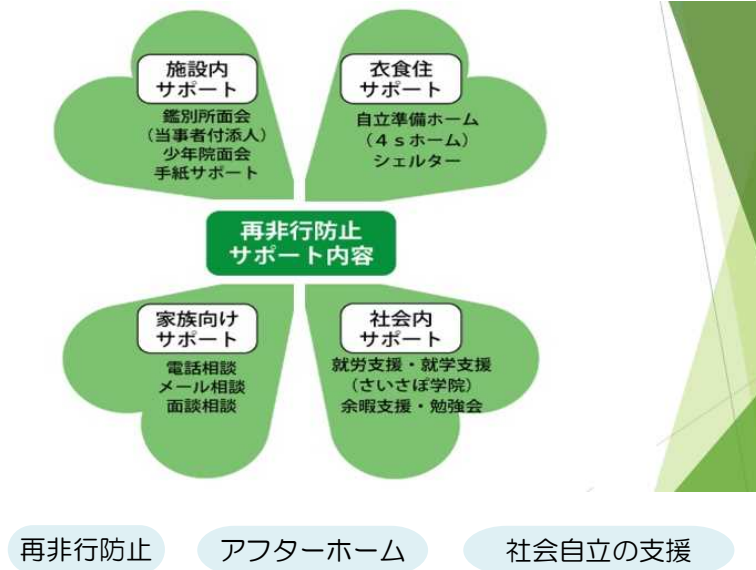 施設内
サポート
鑑別所面会
（当事者付添人）
少年院面会
手紙サポート
衣食住
サポート
自立準備ホーム
（４ｓホーム）
シェルター
再非行防止
サポート内容
家族向け
サポート
電話相談
メール相談
面談相談
社会内
サポート
就労支援・就学支援
（さいさぽ学院）
余暇支援・勉強会
再非行防止
アフターホーム
社会自立の支援